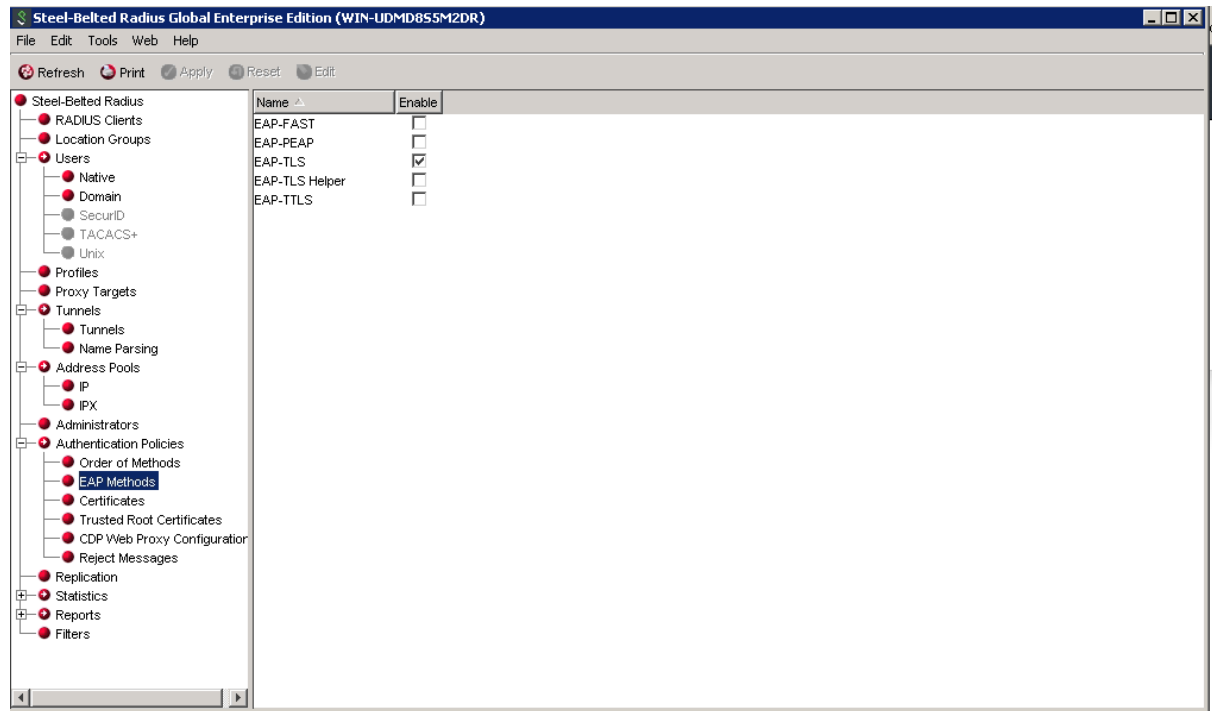 Steel-Belted Radius Global Enterprise Edition (WIN-UDMD8S5M2DR)
File Edit Tools Web Help
Refresh Print Apply Reset Edit
Steel-Belted Radius
RADIUS Clients
Location Groups
Users
Native
Domain
SecurID
TACACS+
Unix
Profiles
Proxy Targets
Tunnels
Tunnels
Name Parsing
Address Pools
IP
IPX
Administrators
Authentication Policies
Order of Methods
EAP Methods
Certificates
Trusted Root Certificates
CDP Web Proxy Configuration
Reject Messages
Replication
Statistics
Reports
Filters
Name Enable
EAP-FAST
EAP-PEAP
EAP-TLS
EAP-TLS Helper
EAP-TTLS